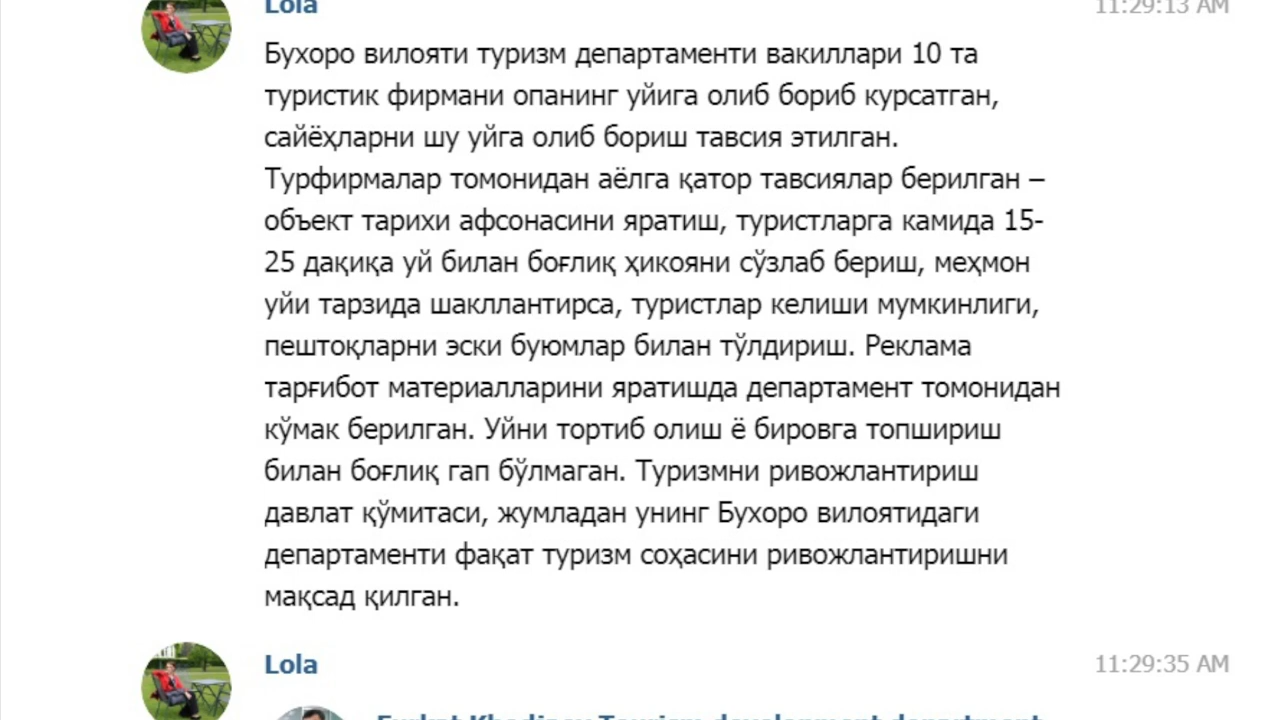 Lola
11:29:13 AM
Бухоро вилояти туризм департаменти вакиллари 10 та
туристик фирмани опанинг уйига олиб бориб курсатган,
сайёҳларни шу уйга олиб бориш тавсия этилган.
Турфирмалар томонидан аёлга қатор тавсиялар берилган –
объект тарихи афсонасини яратиш, туристларга камида 15-
25 дақиқа уй билан боғлиқ ҳикояни сўзлаб бериш, меҳмон
уйи тарзида шакллантирса, туристлар келиши мумкинлиги,
пештоқларни эски буюмлар билан тўлдириш. Реклама
тарғибот материалларини яратишда департамент томонидан
кўмак берилган. Уйни тортиб олиш ё бировга топшириш
билан боғлиқ гап бўлмаган. Туризмни ривожлантириш
давлат қўмитаси, жумладан унинг Бухоро вилоятидаги
департаменти фақат туризм соҳасини ривожлантиришни
мақсад қилган.
Lola
11:29:35 AM
Furkat Khodizov Tourism development department